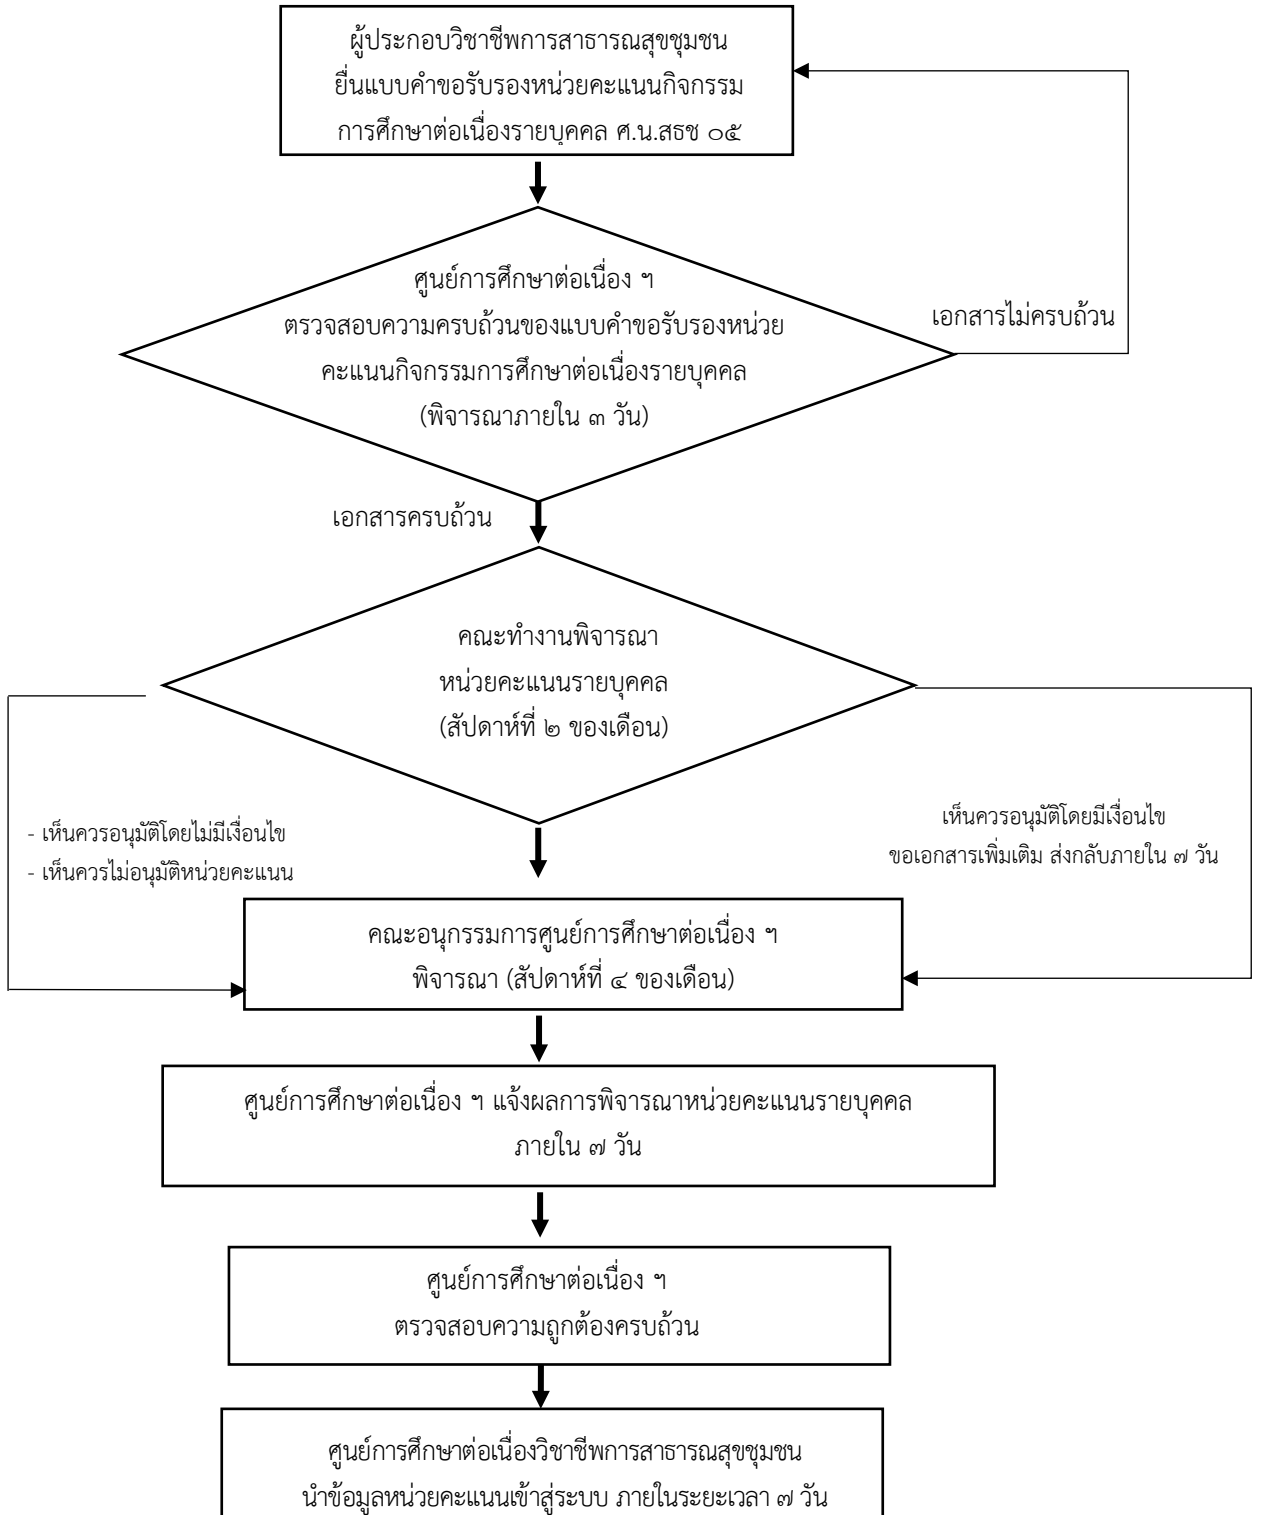 ผู้ประกอบวิชาชีพการสาธารณสุขชุมชน
ยื่นแบบคำขอรับรองหน่วยคะแนนกิจกรรม
การศึกษาต่อเนื่องรายบุคคล ศ.น.สธช ๐๕
ศูนย์การศึกษาต่อเนื่อง ฯ
ตรวจสอบความครบถ้วนของแบบคำขอรับรองหน่วย
คะแนนกิจกรรมการศึกษาต่อเนื่องรายบุคคล
(พิจารณาภายใน ๓ วัน)
เอกสารไม่ครบถ้วน
เอกสารครบถ้วน
คณะทำงานพิจารณา
หน่วยคะแนนรายบุคคล
(สัปดาห์ที่ ๒ ของเดือน)
- เห็นควรอนุมัติโดยไม่มีเงื่อนไข
- เห็นควรไม่อนุมัติหน่วยคะแนน
เห็นควรอนุมัติโดยมีเงื่อนไข
ขอเอกสารเพิ่มเติม ส่งกลับภายใน ๗ วัน
คณะอนุกรรมการศูนย์การศึกษาต่อเนื่อง ฯ
พิจารณา (สัปดาห์ที่ ๔ ของเดือน)
ศูนย์การศึกษาต่อเนื่อง ฯ แจ้งผลการพิจารณาหน่วยคะแนนรายบุคคล
ภายใน ๗ วัน
ศูนย์การศึกษาต่อเนื่อง ฯ
ตรวจสอบความถูกต้องครบถ้วน
ศูนย์การศึกษาต่อเนื่องวิชาชีพการสาธารณสุขชุมชน
นำข้อมูลหน่วยคะแนนเข้าสู่ระบบ ภายในระยะเวลา ๗ วัน